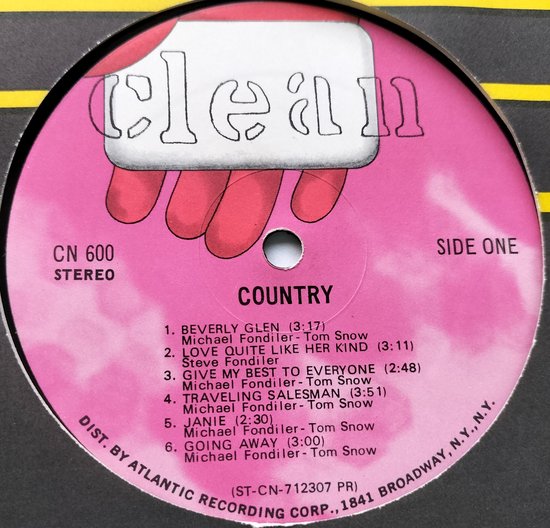 clean
CN 600
STEREO
SIDE ONE
COUNTRY
1. BEVERLY GLEN (3:17)
Michael Fondiler - Tom Snow
2. LOVE QUITE LIKE HER KIND (3:11)
Steve Fondiler
3. GIVE MY BEST TO EVERYONE (2:48)
Michael Fondiler - Tom Snow
4. TRAVELING SALESMAN (3:51)
Michael Fondiler - Tom Snow
5. JANIE (2:30)
Michael Fondiler - Tom Snow
6. GOING AWAY (3:00)
Michael Fondiler - Tom Snow
(ST-CN-712307 PR)
DIST. BY ATLANTIC RECORDING CORP., 1841 BROADWAY, N.Y., N.Y.